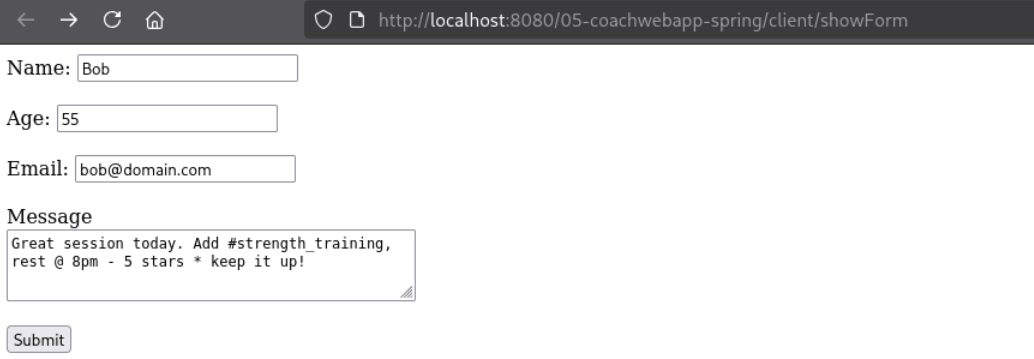 http://localhost:8080/05-coachwebapp-spring/client/showForm
Name: Bob
Age: 55
Email: bob@domain.com
Message
Great session today. Add #strength_training,
rest @ 8pm - 5 stars * keep it up!
Submit